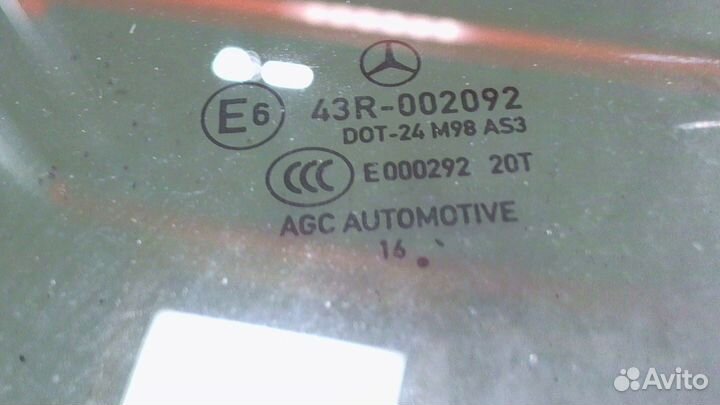 E6 43R-002092
DOT-24 M98 AS3
CCC E000292 20T
AGC AUTOMOTIVE
16
Avito